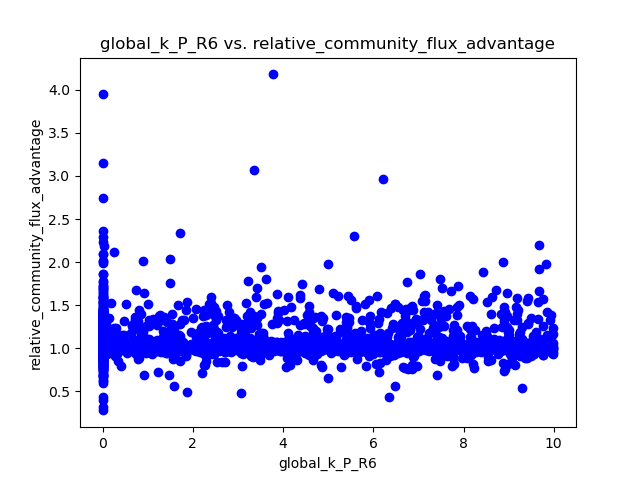 global_k_P_R6 vs. relative_community_flux_advantage
relative_community_flux_advantage
4.0
3.5
3.0
2.5
2.0
1.5
1.0
0.5
0 2 4 6 8 10
global_k_P_R6